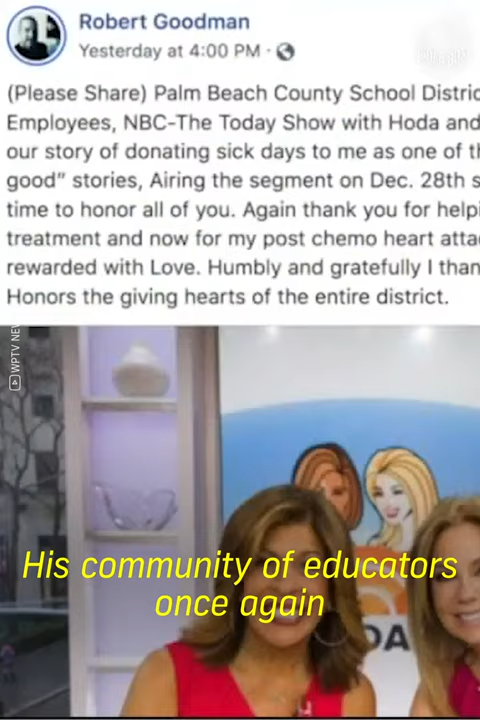 Robert Goodman
Yesterday at 4:00 PM ·
(Please Share) Palm Beach County School Distric
Employees, NBC-The Today Show with Hoda and
our story of donating sick days to me as one of t
good” stories, Airing the segment on Dec. 28th s
time to honor all of you. Again thank you for helpi
treatment and now for my post chemo heart atta
rewarded with Love. Humbly and gratefully I than
Honors the giving hearts of the entire district.
WPTV NEW
His community of educators
once again
DA